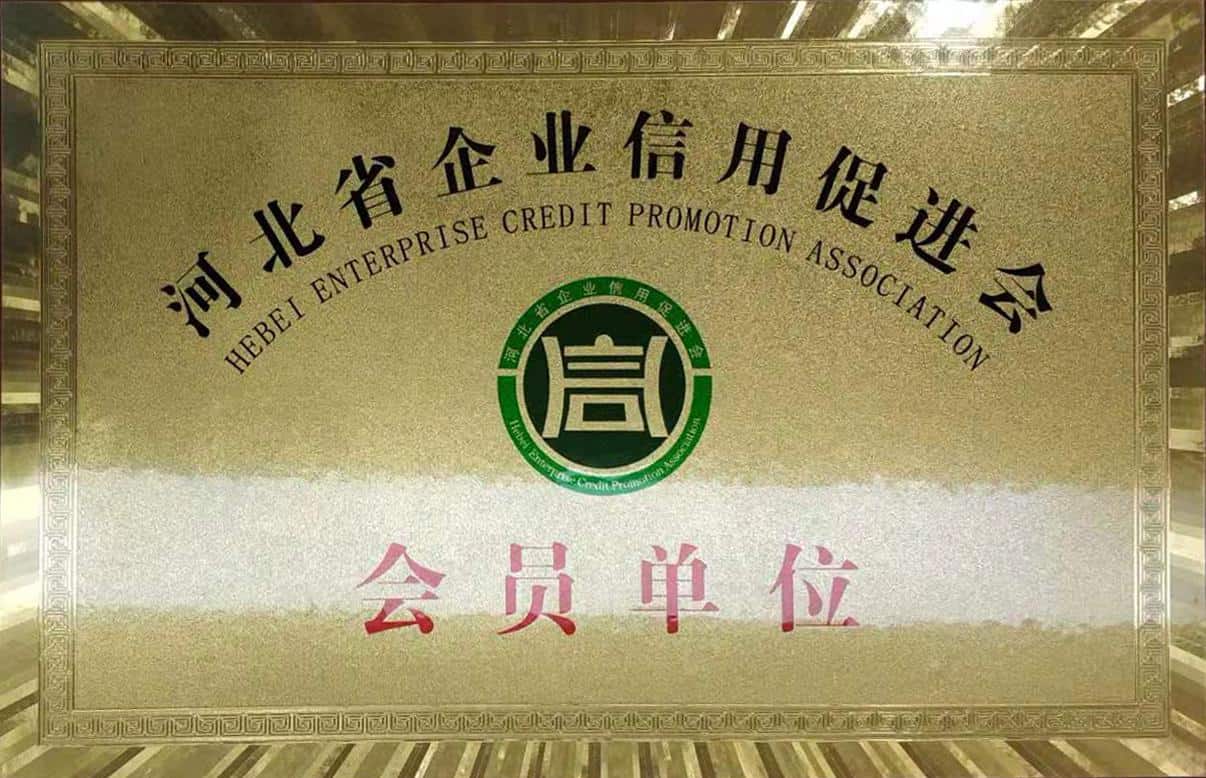 河北省企业信用促进会
HEBEI ENTERPRISE CREDIT PROMOTION ASSOCIATION
河北省企业信用促进会
信
Hebei Enterprise Credit Promotion Association
会员单位